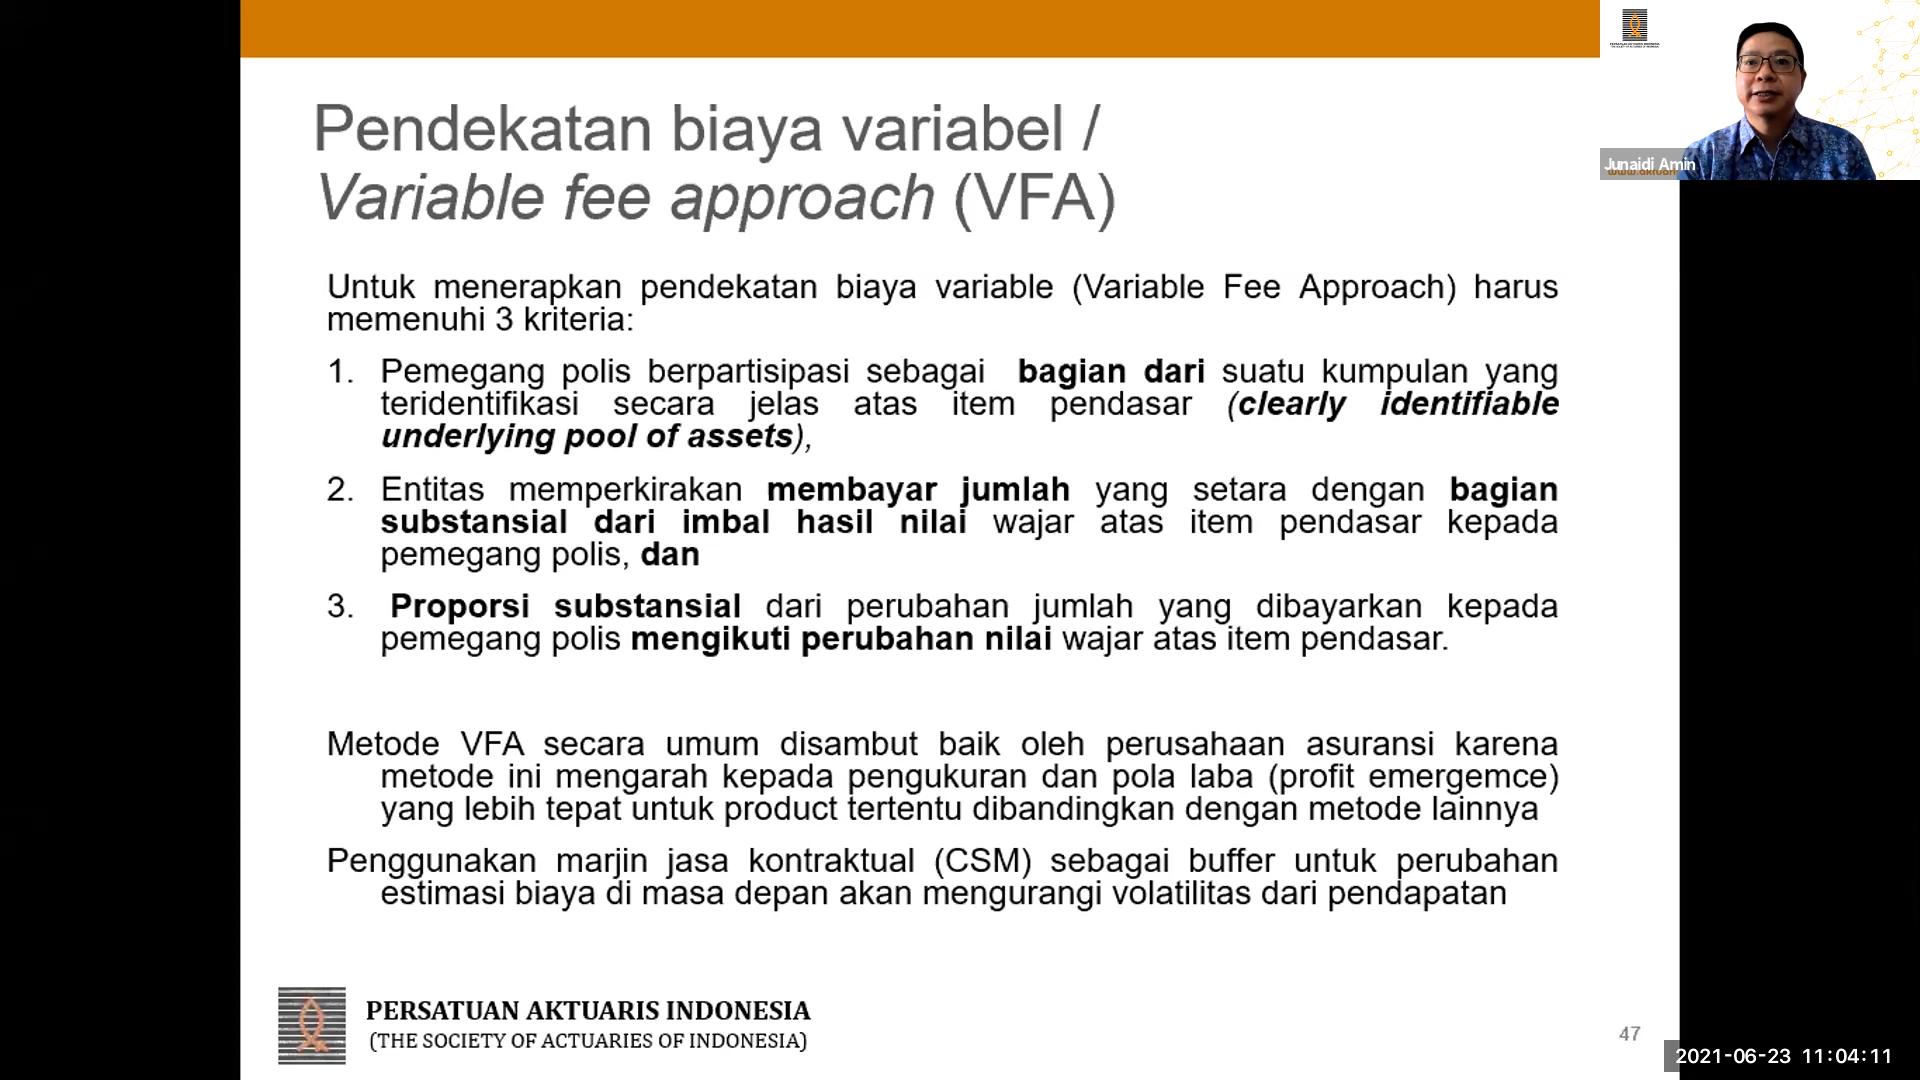 Pendekatan biaya variabel /
Variable fee approach (VFA)
Untuk menerapkan pendekatan biaya variable (Variable Fee Approach) harus
memenuhi 3 kriteria:
1. Pemegang polis berpartisipasi sebagai bagian dari suatu kumpulan yang
teridentifikasi secara jelas atas item pendasar (clearly identifiable
underlying pool of assets),
2. Entitas memperkirakan membayar jumlah yang setara dengan bagian
substansial dari imbal hasil nilai wajar atas item pendasar kepada
pemegang polis, dan
3. Proporsi substansial dari perubahan jumlah yang dibayarkan kepada
pemegang polis mengikuti perubahan nilai wajar atas item pendasar.
Metode VFA secara umum disambut baik oleh perusahaan asuransi karena
metode ini mengarah kepada pengukuran dan pola laba (profit emergemce)
yang lebih tepat untuk product tertentu dibandingkan dengan metode lainnya
Penggunakan marjin jasa kontraktual (CSM) sebagai buffer untuk perubahan
estimasi biaya di masa depan akan mengurangi volatilitas dari pendapatan
PERSATUAN AKTUARIS INDONESIA
(THE SOCIETY OF ACTUARIES OF INDONESIA)
47
Junaidi Amin
2021-06-23 11:04:11